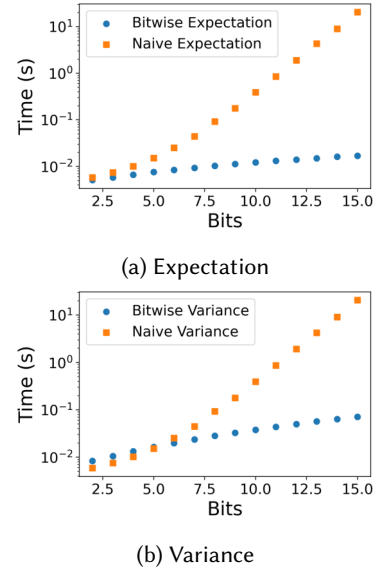 10¹
10⁰
10⁻¹
10⁻²
Time (s)
Bitwise Expectation
Naive Expectation
2.5 5.0 7.5 10.0 12.5 15.0
Bits
(a) Expectation
10¹
10⁰
10⁻¹
10⁻²
Time (s)
Bitwise Variance
Naive Variance
2.5 5.0 7.5 10.0 12.5 15.0
Bits
(b) Variance